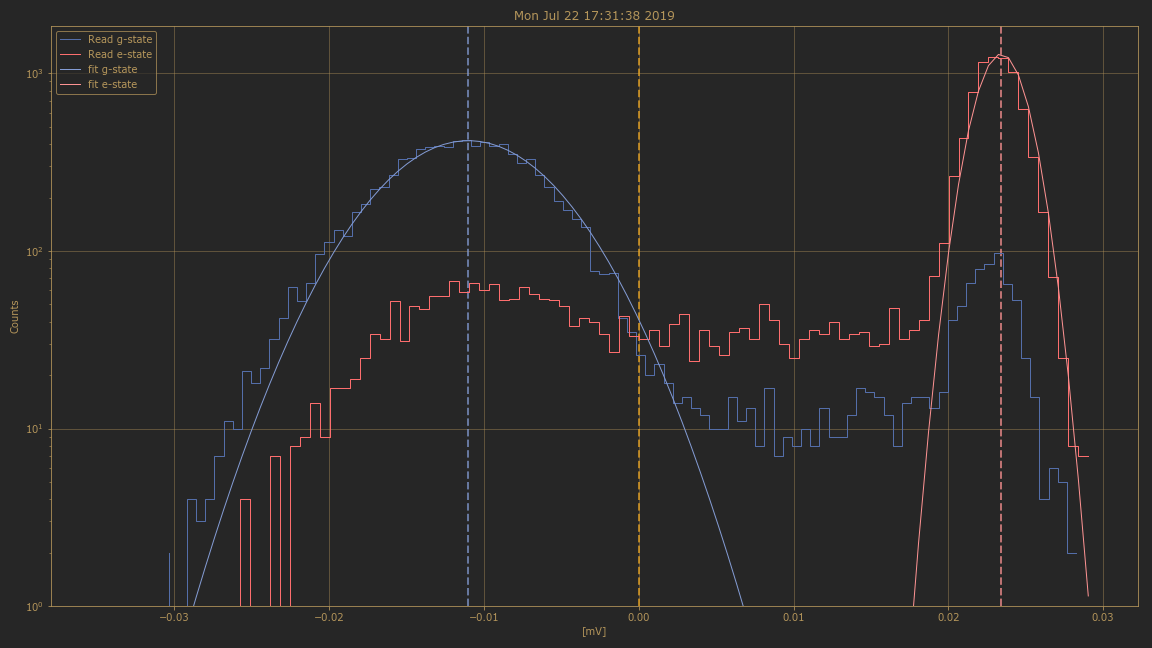 Mon Jul 22 17:31:38 2019
Read g-state
Read e-state
fit g-state
fit e-state
10³
10²
10¹
10⁰
Counts
−0.03 −0.02 −0.01 0.00 0.01 0.02 0.03
[mV]